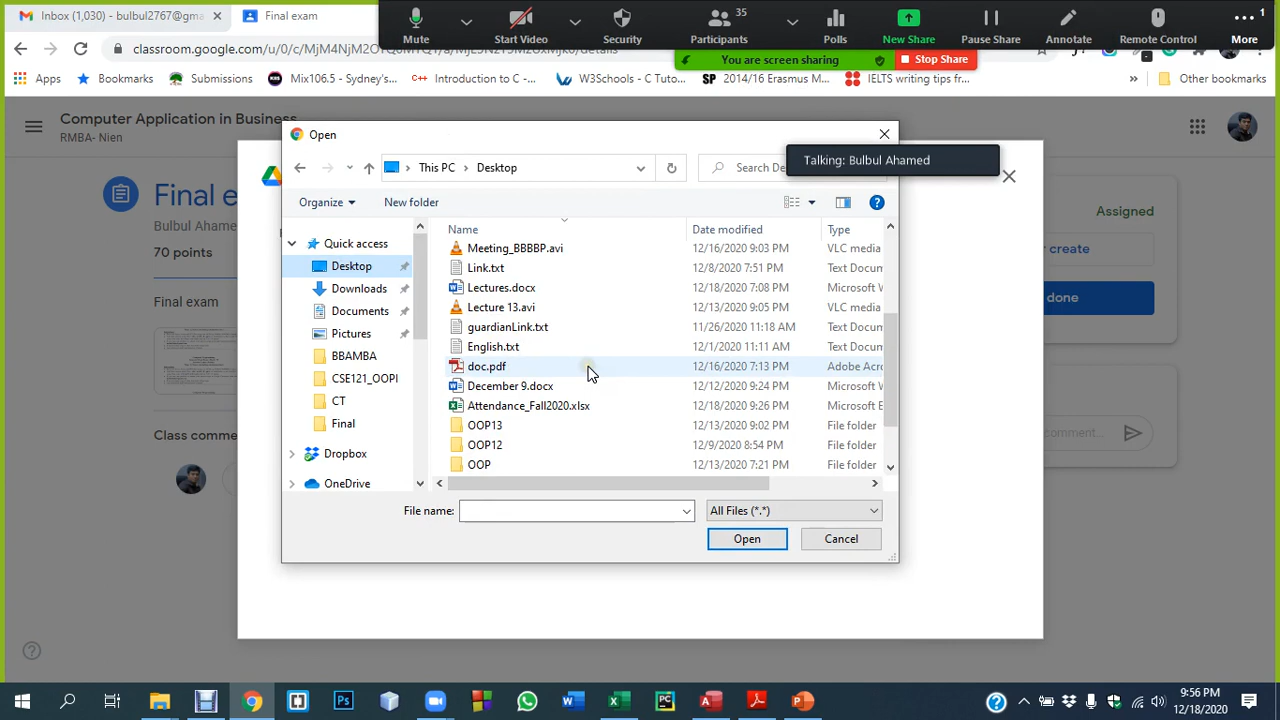 Inbox (1,030) - bulbul2767@gma
Final exam
Mute
Start Video
Security
35
Participants
Polls
New Share
Pause Share
Annotate
Remote Control
1
More
classroom.google.com/u/0/c/
details
You are screen sharing
Stop Share
Apps
Bookmarks
Submissions
Mix106.5 - Sydney's
Introduction to C -...
W3Schools - C Tuto...
SP 2014/16 Erasmus M...
IELTS writing tips fr...
Other bookmarks
Computer Application in Business
RMBA- Nien
Open
Talking: Bulbul Ahamed
This PC
Desktop
Search De
Final e
Organize
New folder
Assigned
Bulbul Ahame
Name
Date modified
Type
70 points
Quick access
Meeting_BBBBP.avi 12/16/2020 9:03 PM VLC media
create
Desktop
Link.txt 12/8/2020 7:51 PM Text Docum
Downloads
Lectures.docx 12/18/2020 7:08 PM Microsoft W
done
Final exam
Documents
Lecture 13.avi 12/13/2020 9:05 PM VLC media
Pictures
guardianLink.txt 11/26/2020 11:18 AM Text Docum
BBAMBA
English.txt 12/1/2020 11:11 AM Text Docum
CSE121_OOPI
doc.pdf 12/16/2020 7:13 PM Adobe Acro
December 9.docx 12/12/2020 9:24 PM Microsoft W
CT
Attendance_Fall2020.xlsx 12/18/2020 9:26 PM Microsoft E
Final
OOP13 12/13/2020 9:02 PM File folder
Class comme
comment...
Dropbox
OOP12 12/9/2020 8:54 PM File folder
OOP 12/13/2020 7:21 PM File folder
OneDrive
File name:
All Files (*.*)
Open
Cancel
9:56 PM
12/18/2020